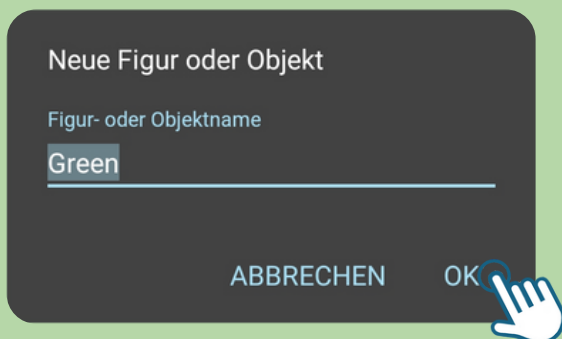 Neue Figur oder Objekt
Figur- oder Objektname
Green
ABBRECHEN OK